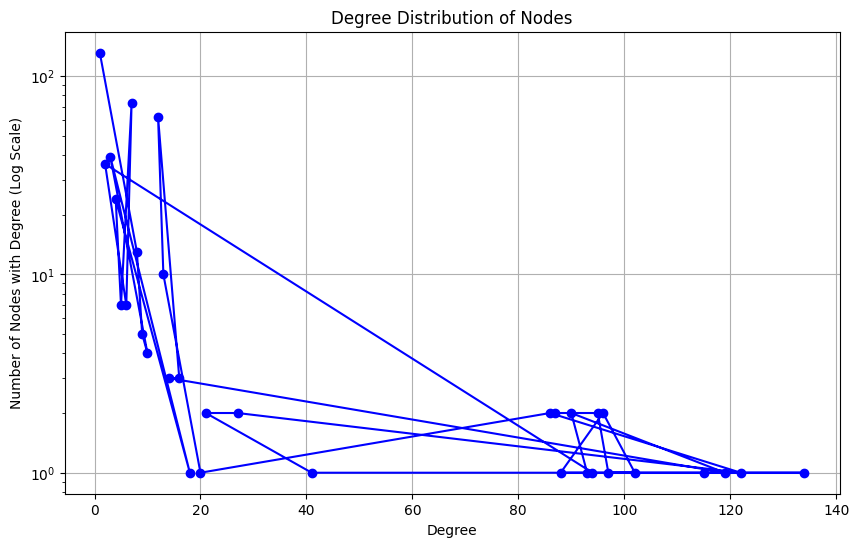 Degree Distribution of Nodes
Number of Nodes with Degree (Log Scale)
10²
10¹
10⁰
0 20 40 60 80 100 120 140
Degree